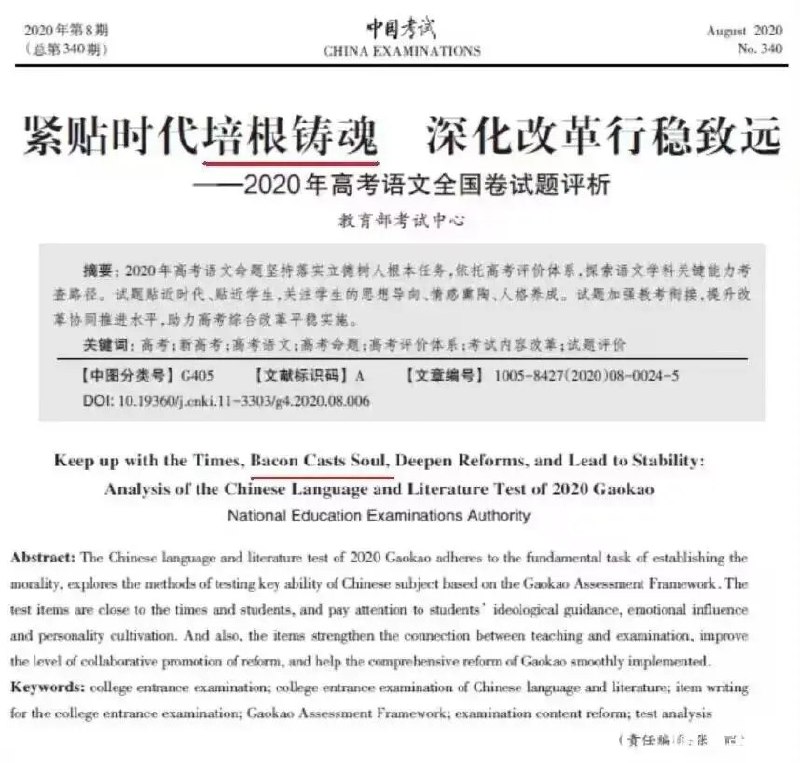 2020年第8期
(总第340期)
中国考试
CHINA EXAMINATIONS
August 2020
No. 340
紧贴时代培根铸魂 深化改革行稳致远
——2020年高考语文全国卷试题评析
教育部考试中心
摘要：2020年高考语文命题坚持落实立德树人根本任务,依托高考评价体系,探索语文学科关键能力考
查路径。试题贴近时代、贴近学生,关注学生的思想导向、情感熏陶、人格养成。试题加强教考衔接,提升改
革协同推进水平,助力高考综合改革平稳实施。
关键词：高考；新高考；高考语文；高考命题；高考评价体系；考试内容改革；试题评价
【中图分类号】G405 【文献标识码】A 【文章编号】1005-8427(2020)08-0024-5
DOI: 10.19360/j.cnki.11-3303/g4.2020.08.006
Keep up with the Times, Bacon Casts Soul, Deepen Reforms, and Lead to Stability:
Analysis of the Chinese Language and Literature Test of 2020 Gaokao
National Education Examinations Authority
Abstract: The Chinese language and literature test of 2020 Gaokao adheres to the fundamental task of establishing the
morality, explores the methods of testing key ability of Chinese subject based on the Gaokao Assessment Framework. The
test items are close to the times and students, and pay attention to students' ideological guidance, emotional influence
and personality cultivation. And also, the items strengthen the connection between teaching and examination, improve
the level of collaborative promotion of reform, and help the comprehensive reform of Gaokao smoothly implemented.
Keywords: college entrance examination; college entrance examination of Chinese language and literature; item writing
for the college entrance examination; Gaokao Assessment Framework; examination content reform; test analysis
(责任编 张